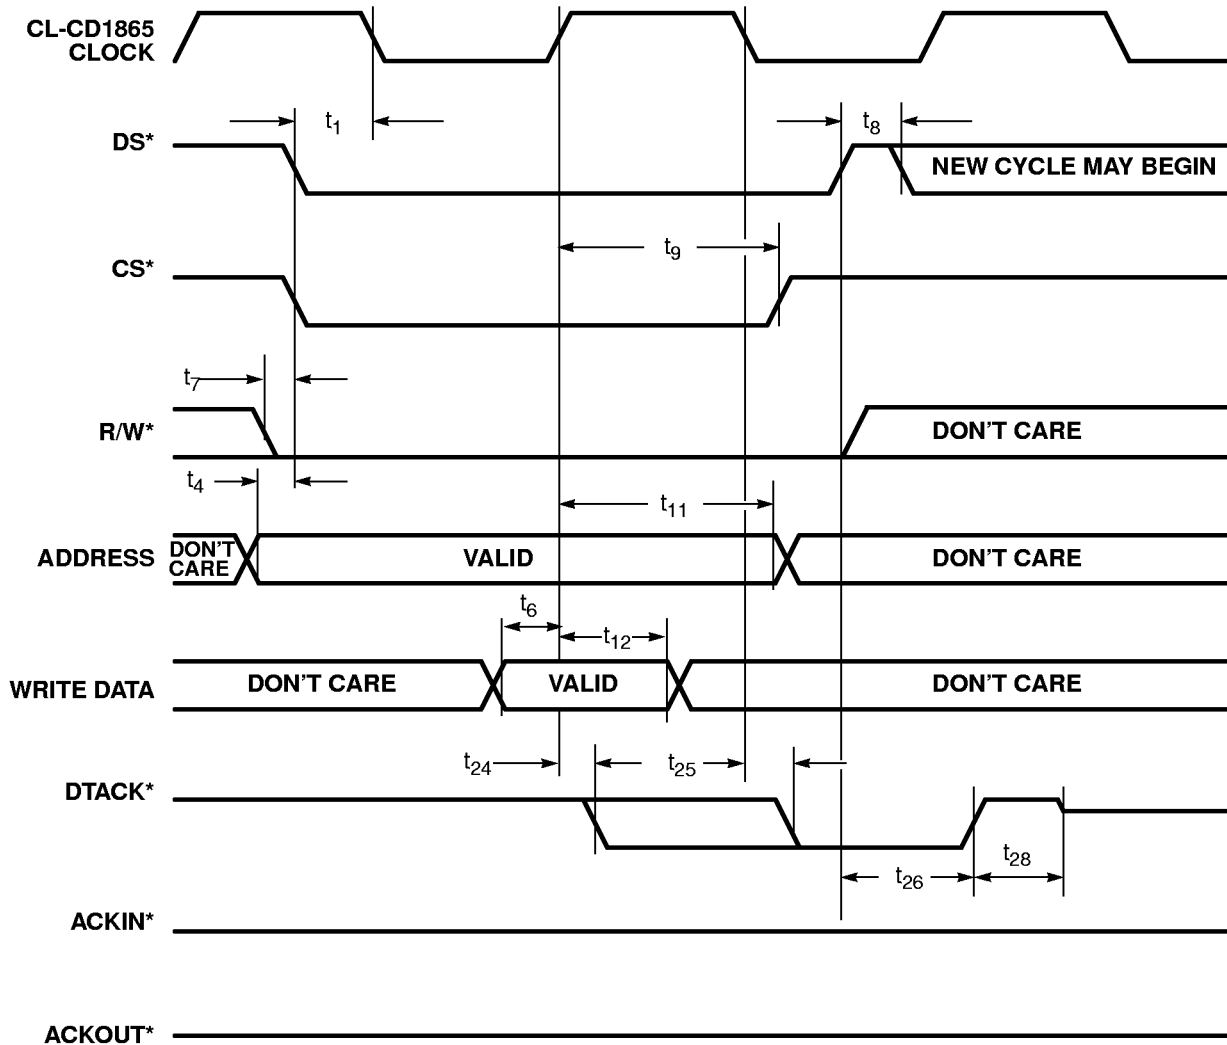 CL-CD1865
CLOCK
t1
t8
DS*
NEW CYCLE MAY BEGIN
t9
CS*
t7
R/W*
DON'T CARE
t4
t11
ADDRESS
DON'T
CARE
VALID
DON'T CARE
t6
t12
WRITE DATA
DON'T CARE
VALID
DON'T CARE
t24
t25
DTACK*
t28
t26
ACKIN*
ACKOUT*